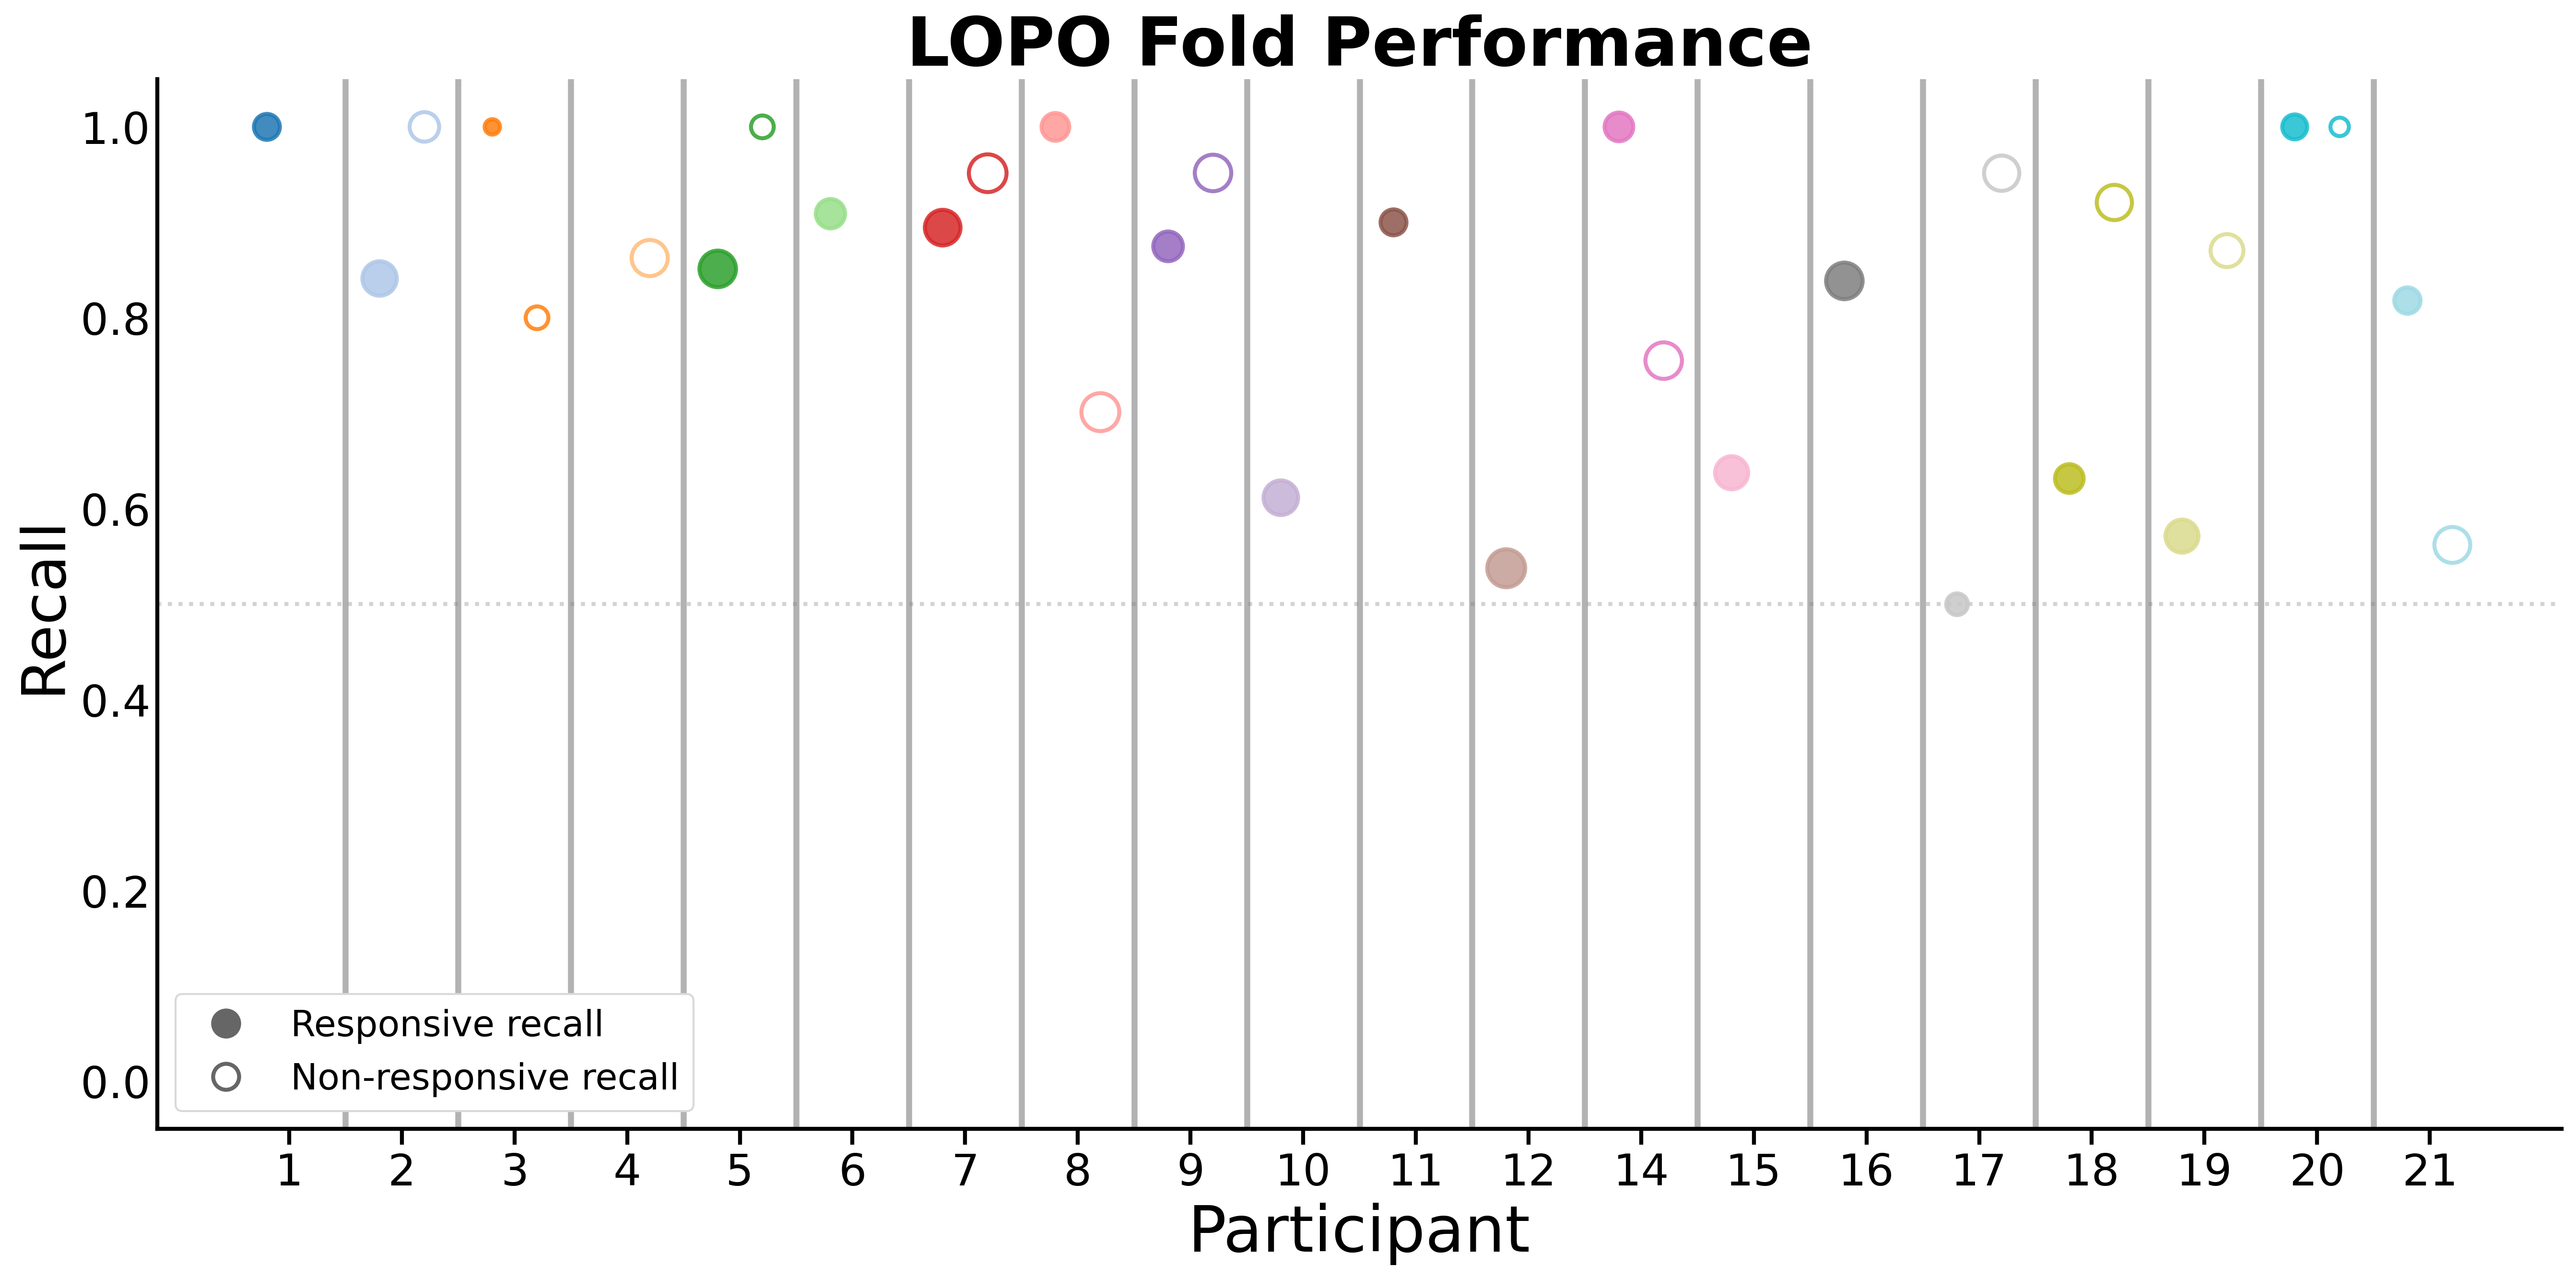 LOPO Fold Performance
Recall
1.0
0.8
0.6
0.4
0.2
0.0
Responsive recall
Non-responsive recall
1 2 3 4 5 6 7 8 9 10 11 12 14 15 16 17 18 19 20 21
Participant